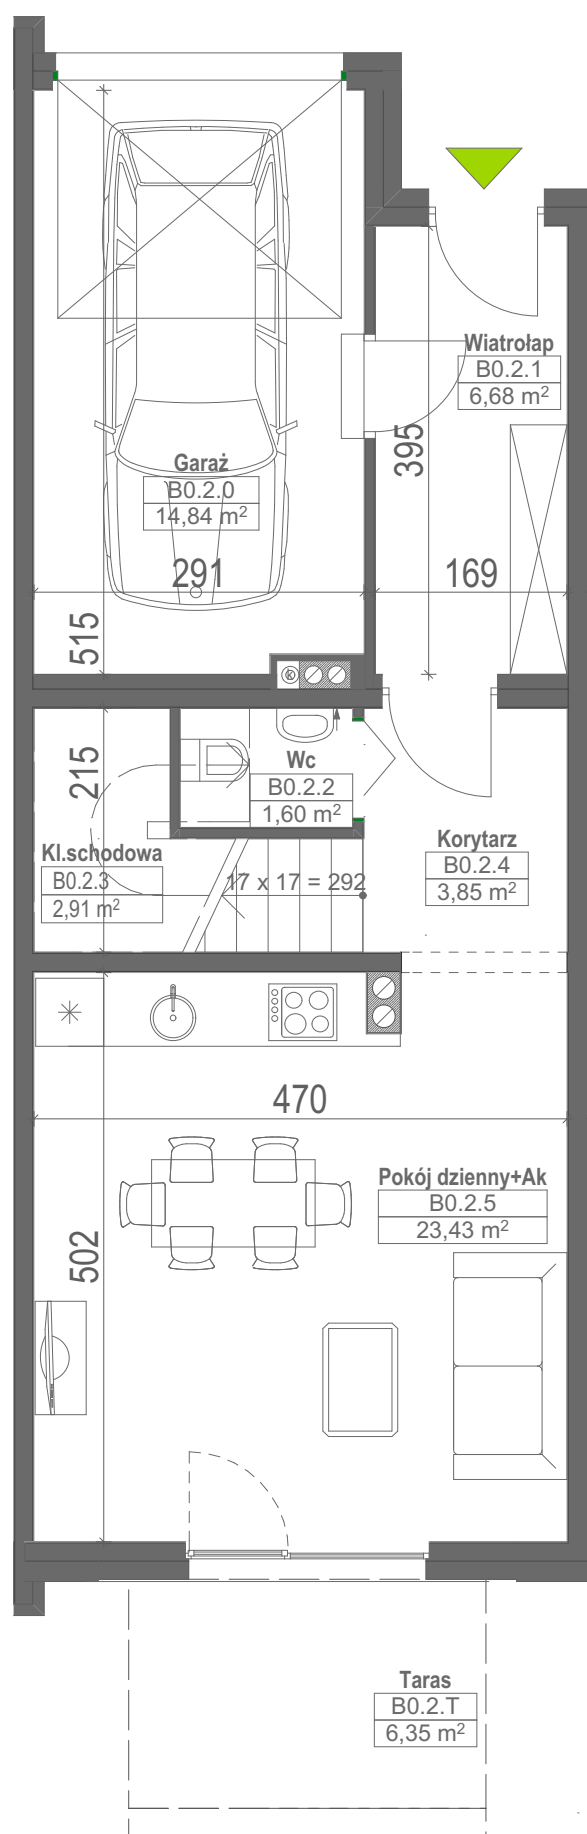 Wiatrołap
B0.2.1
6,68 m²
395
Garaż
B0.2.0
14,84 m²
291
169
515
k
215
Wc
B0.2.2
1,60 m²
Korytarz
B0.2.4
3,85 m²
Kl.schodowa
B0.2.3
2,91 m²
17 x 17 = 292
470
Pokój dzienny+Ak
B0.2.5
23,43 m²
502
Taras
B0.2.T
6,35 m²